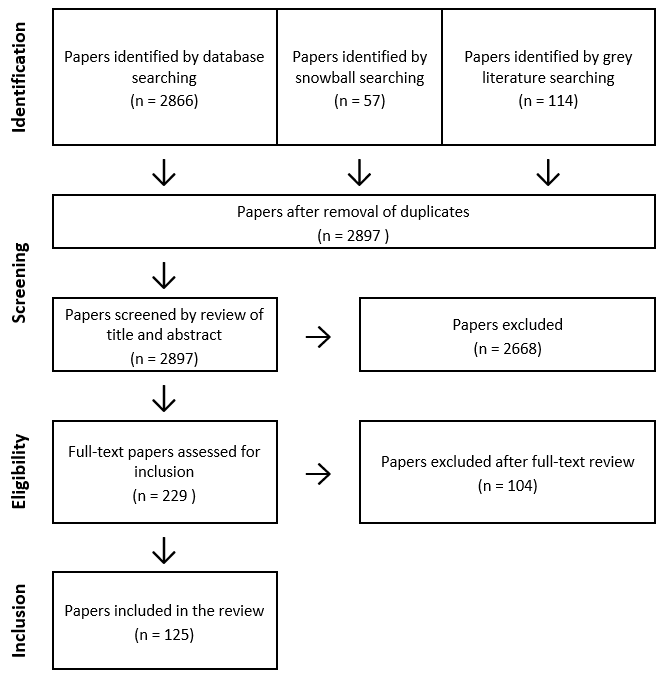 Identification
Papers identified by database
searching
(n = 2866)
Papers identified by
snowball searching
(n = 57)
Papers identified by grey
literature searching
(n = 114)
Screening
Papers after removal of duplicates
(n = 2897 )
Papers screened by review of
title and abstract
(n = 2897)
Papers excluded
(n = 2668)
Eligibility
Full-text papers assessed for
inclusion
(n = 229 )
Papers excluded after full-text review
(n = 104)
Inclusion
Papers included in the review
(n = 125)